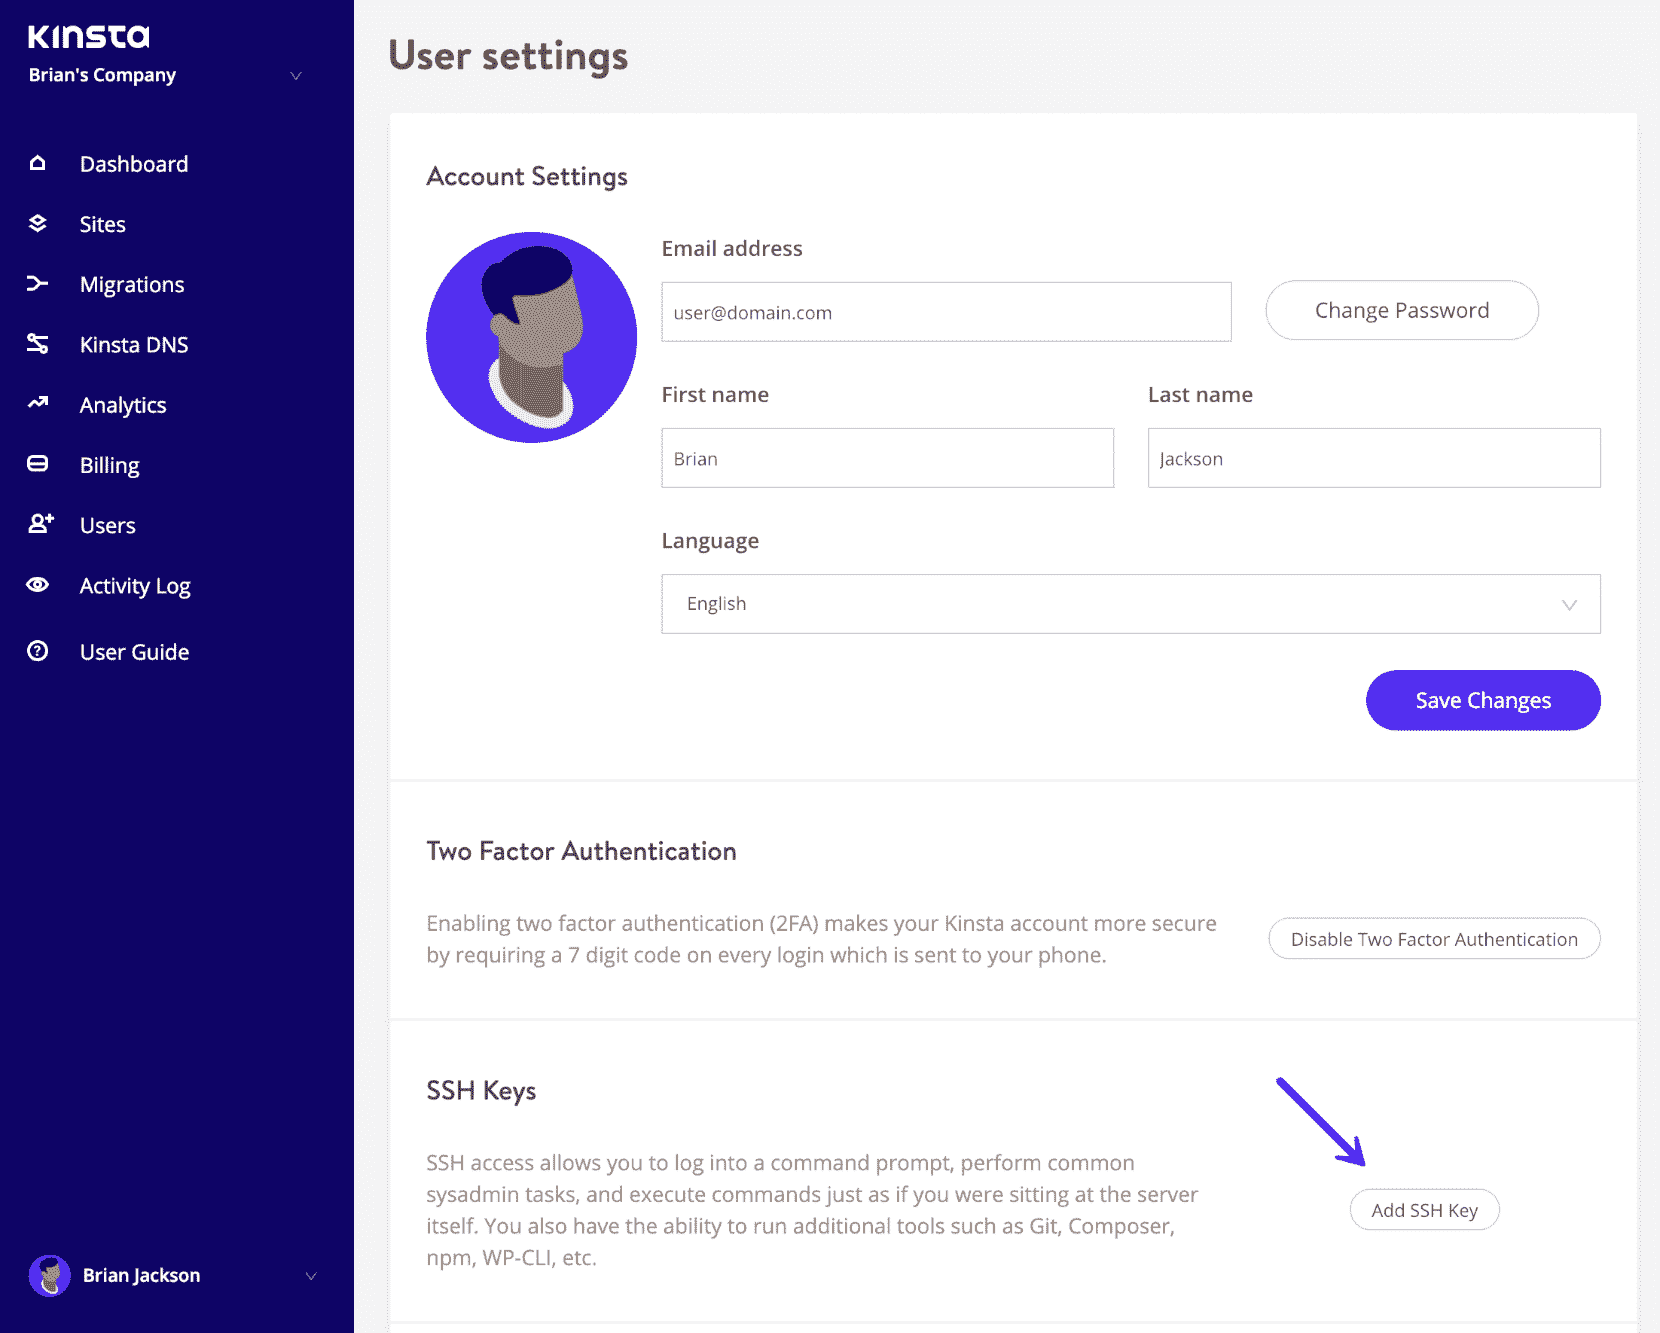 Kinsta
Brian's Company
Dashboard
Sites
Migrations
Kinsta DNS
Analytics
Billing
Users
Activity Log
User Guide
Brian Jackson
User settings
Account Settings
Email address
user@domain.com
Change Password
First name
Last name
Brian
Jackson
Language
English
Save Changes
Two Factor Authentication
Enabling two factor authentication (2FA) makes your Kinsta account more secure
by requiring a 7 digit code on every login which is sent to your phone.
Disable Two Factor Authentication
SSH Keys
SSH access allows you to log into a command prompt, perform common
sysadmin tasks, and execute commands just as if you were sitting at the server
itself. You also have the ability to run additional tools such as Git, Composer,
npm, WP-CLI, etc.
Add SSH Key